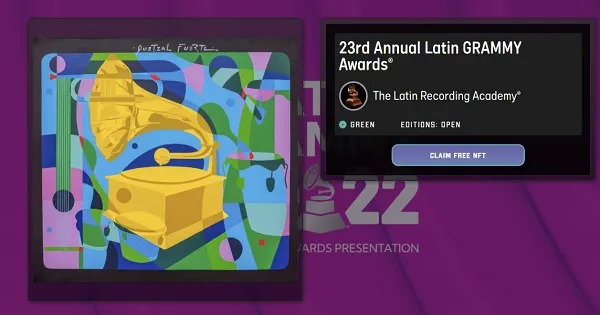 QUETZAL FUERTE
23rd Annual Latin GRAMMY
Awards®
The Latin Recording Academy®
GREEN EDITIONS: OPEN
CLAIM FREE NFT
22
AWARDS PRESENTATION